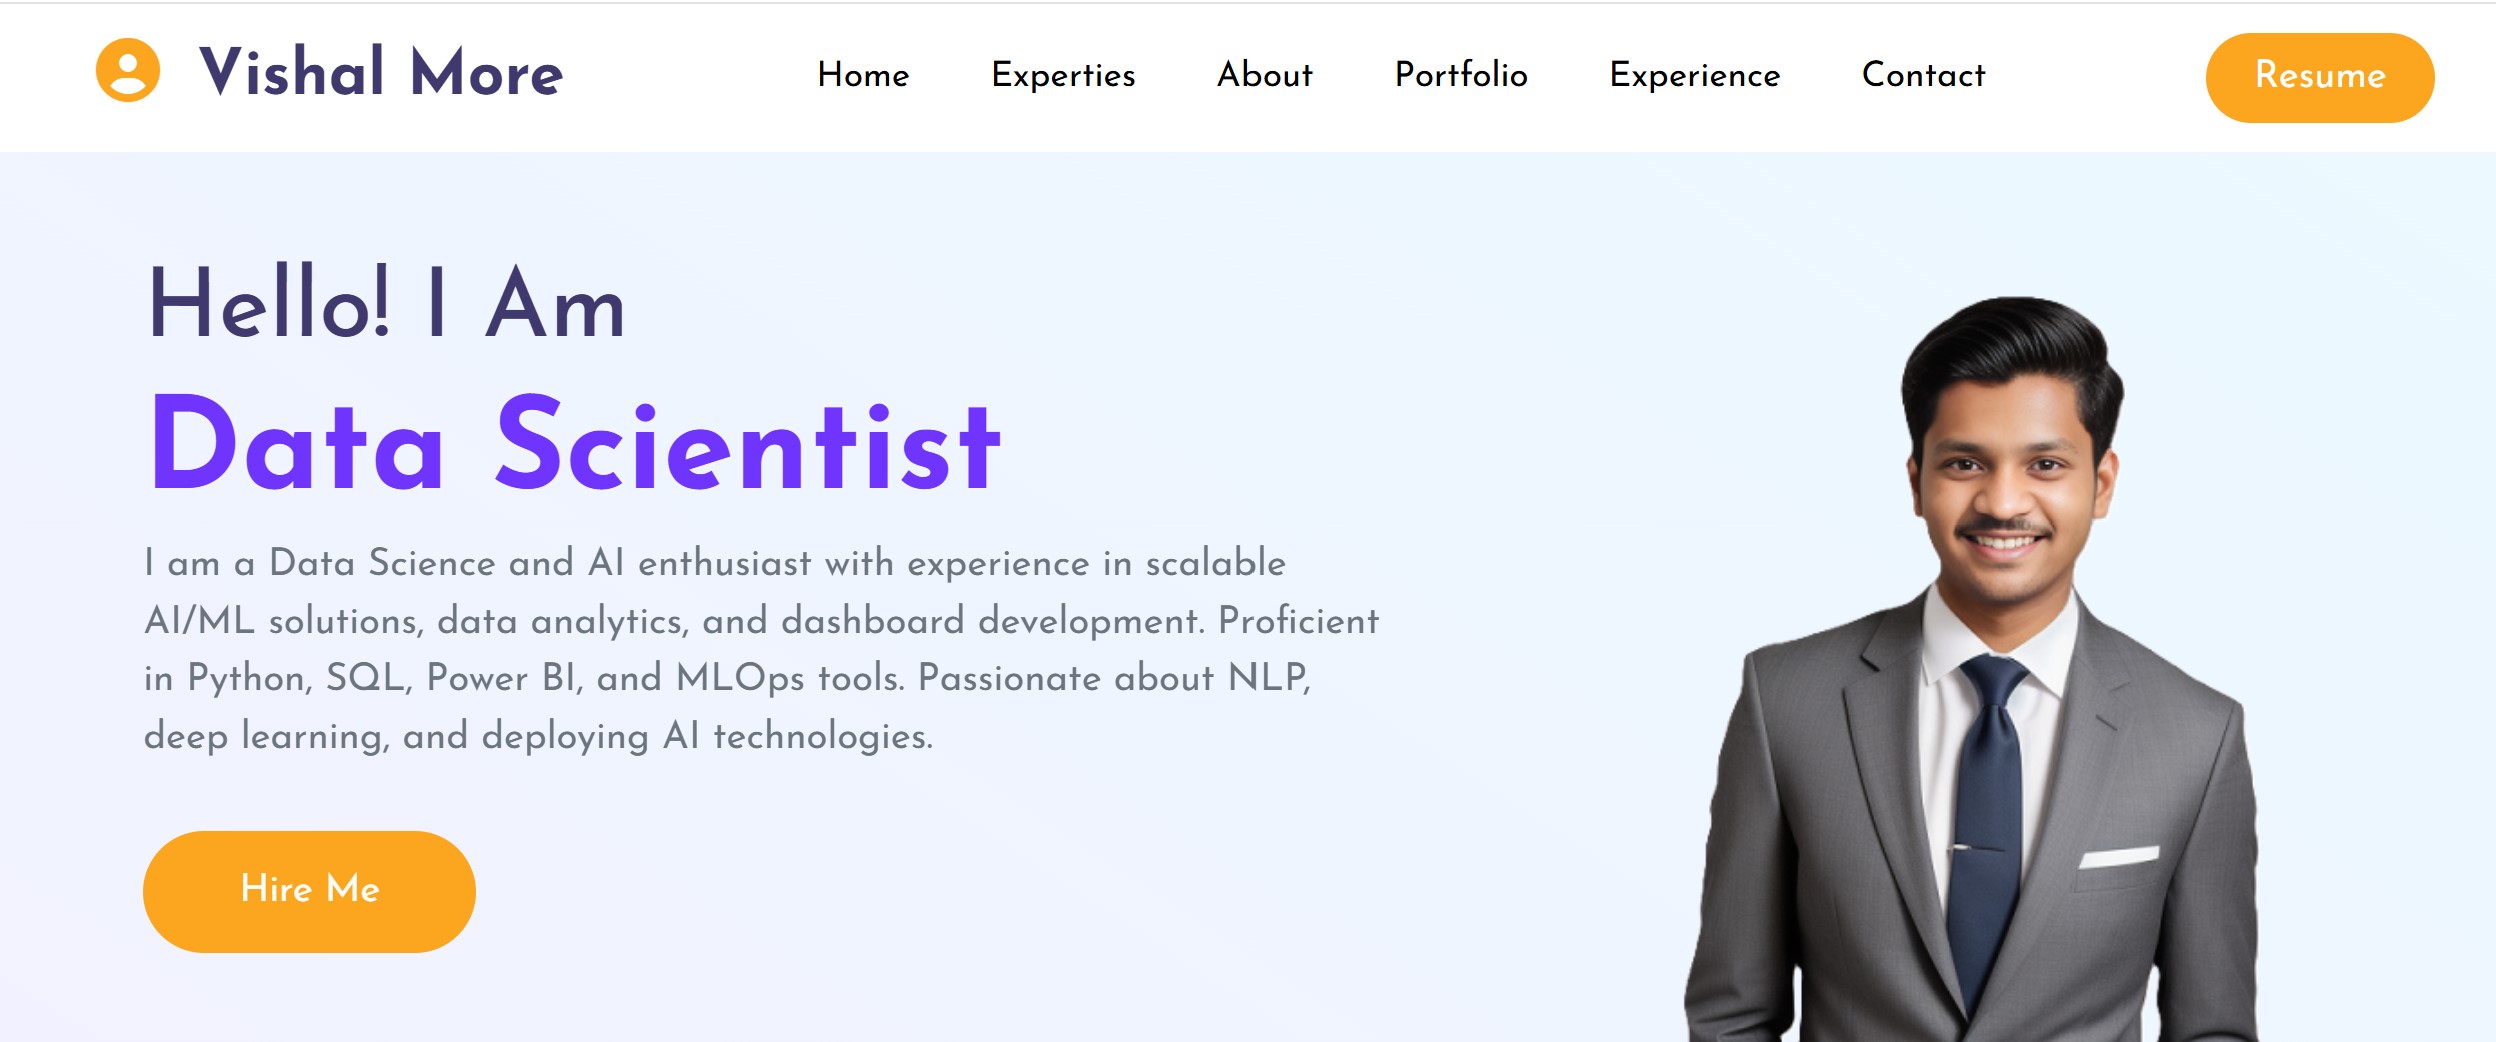 Vishal More
Home Experties About Portfolio Experience Contact
Resume
Hello! I Am
Data Scientist
I am a Data Science and AI enthusiast with experience in scalable
AI/ML solutions, data analytics, and dashboard development. Proficient
in Python, SQL, Power BI, and MLOps tools. Passionate about NLP,
deep learning, and deploying AI technologies.
Hire Me